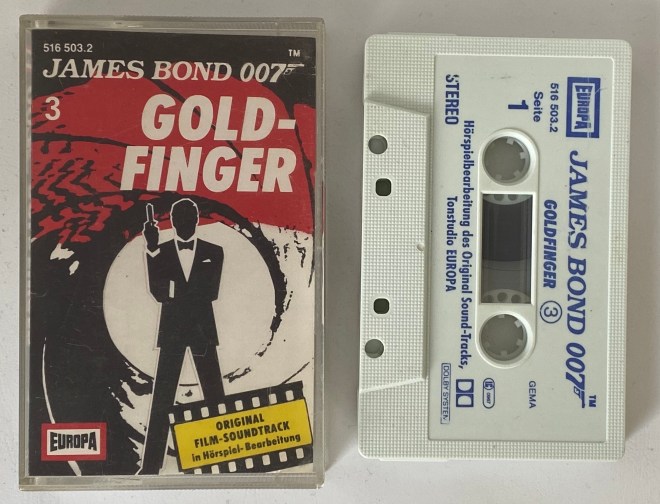 516 503.2
TM
JAMES BOND 007
3
GOLD-
FINGER
ORIGINAL
FILM-SOUNDTRACK
in Hörspiel-Bearbeitung
EUROPA
EUROPA
516 503.2
Seite
1
STEREO
JAMES BOND 007
TM
GOLDFINGER 3
Hörspielbearbeitung des Original Sound-Tracks,
Tonstudio EUROPA
DOLBY SYSTEM
GEMA